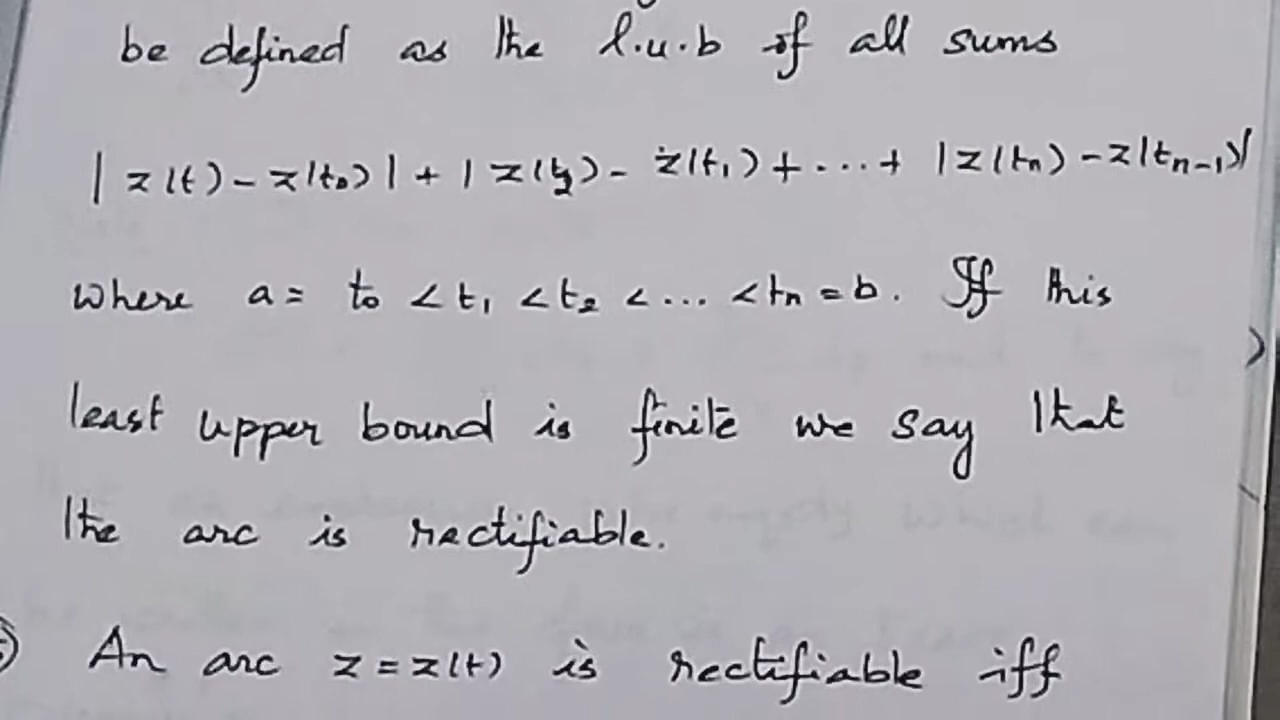 be defined as the l.u.b of all sums
|z(t)-z(t₀)|+|z(t₂)-z(t₁)+...+|z(tₙ)-z(tₙ₋₁)|
where a= t₀ <t₁ <t₂ <... <tₙ=b. If this
least upper bound is finite we say that
the arc is rectifiable.
An arc z=z(t) is rectifiable iff